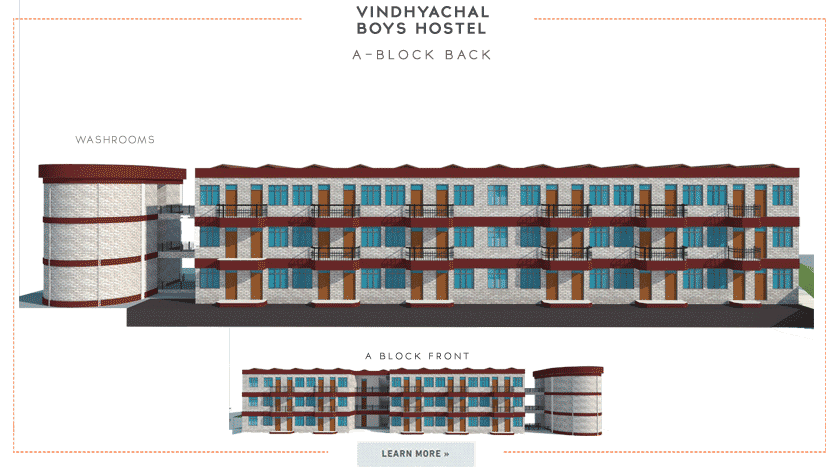 VINDHYACHAL
BOYS HOSTEL
A-BLOCK BACK
WASHROOMS
A BLOCK FRONT
LEARN MORE »